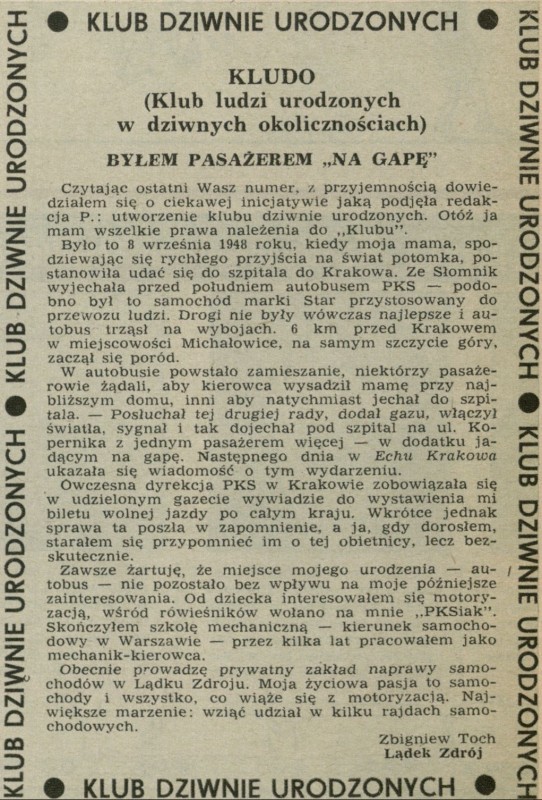 KLUB DZIWNIE URODZONYCH
KLUB DZIWNIE URODZONYCH
KLUB DZIWNIE URODZONYCH
KLUDO
(Klub ludzi urodzonych
w dziwnych okolicznościach)
BYŁEM PASAŻEREM „NA GAPĘ”
Czytając ostatni Wasz numer, z przyjemnością dowie-
działem się o ciekawej inicjatywie jaką podjęła redak-
cja P.: utworzenie klubu dziwnie urodzonych. Otóż ja
mam wszelkie prawa należenia do „Klubu”.
Było to 8 września 1948 roku, kiedy moja mama, spo-
dziewając się rychłego przyjścia na świat potomka, po-
stanowiła udać się do szpitala do Krakowa. Ze Słomnik
wyjechała przed południem autobusem PKS — podo-
bno był to samochód marki Star przystosowany do
przewozu ludzi. Drogi nie były wówczas najlepsze i au-
tobus trząsł na wybojach. 6 km przed Krakowem
w miejscowości Michałowice, na samym szczycie góry,
zaczął się poród.
W autobusie powstało zamieszanie, niektórzy pasaże-
rowie żądali, aby kierowca wysadził mamę przy naj-
bliższym domu, inni aby natychmiast jechał do szpi-
tala. — Posłuchał tej drugiej rady, dodał gazu, włączył
światła, sygnał i tak dojechał pod szpital na ul. Ko-
pernika z jednym pasażerem więcej — w dodatku ja-
dącym na gapę. Następnego dnia w Echu Krakowa
ukazała się wiadomość o tym wydarzeniu.
Ówczesna dyrekcja PKS w Krakowie zobowiązała się
w udzielonym gazecie wywiadzie do wystawienia mi
biletu wolnej jazdy po całym kraju. Wkrótce jednak
sprawa ta poszła w zapomnienie, a ja, gdy dorosłem,
starałem się przypomnieć im o tej obietnicy, lecz bez-
skutecznie.
Zawsze żartuję, że miejsce mojego urodzenia — au-
tobus — nie pozostało bez wpływu na moje późniejsze
zainteresowania. Od dziecka interesowałem się motory-
zacją, wśród rówieśników wołano na mnie „PKSiak”.
Skończyłem szkołę mechaniczną — kierunek samocho-
dowy w Warszawie — przez kilka lat pracowałem jako
mechanik-kierowca.
Obecnie prowadzę prywatny zakład naprawy samo-
chodów w Lądku Zdroju. Moja życiowa pasja to samo-
chody i wszystko, co wiąże się z motoryzacją. Naj-
większe marzenie: wziąć udział w kilku rajdach samo-
chodowych.
Zbigniew Toch
Lądek Zdrój
KLUB DZIWNIE URODZONYCH
KLUB DZIWNIE URODZONYCH
KLUB DZIWNIE URODZONYCH